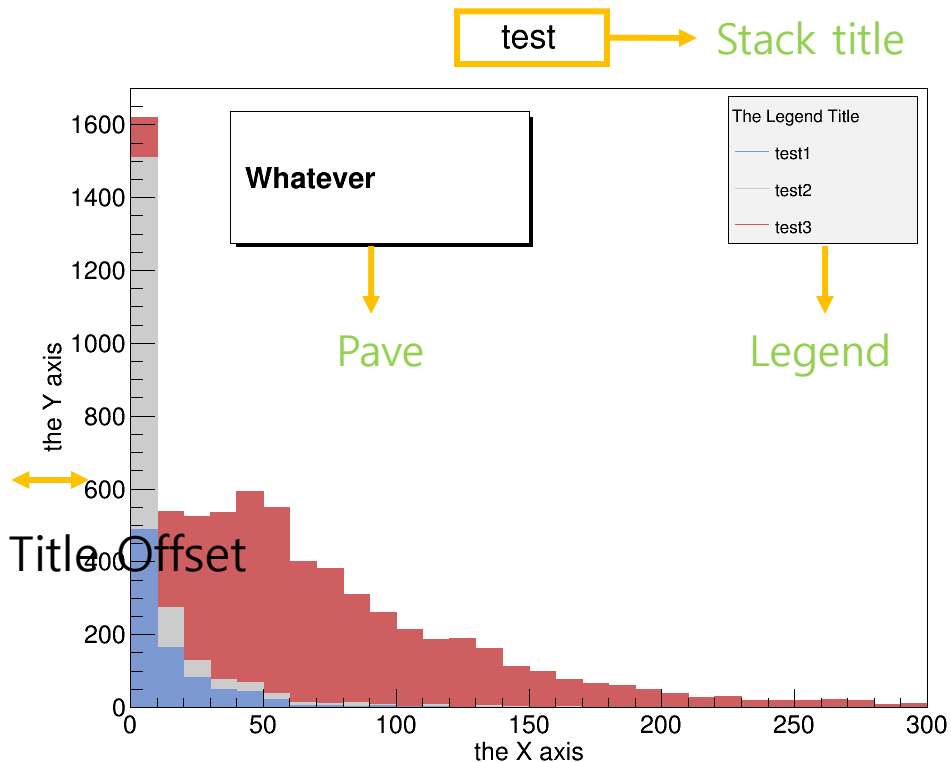 test
Stack title
1600
1400
1200
1000
800
600
400
200
0
the Y axis
Whatever
Pave
The Legend Title
test1
test2
test3
Legend
Title Offset
0 50 100 150 200 250 300
the X axis